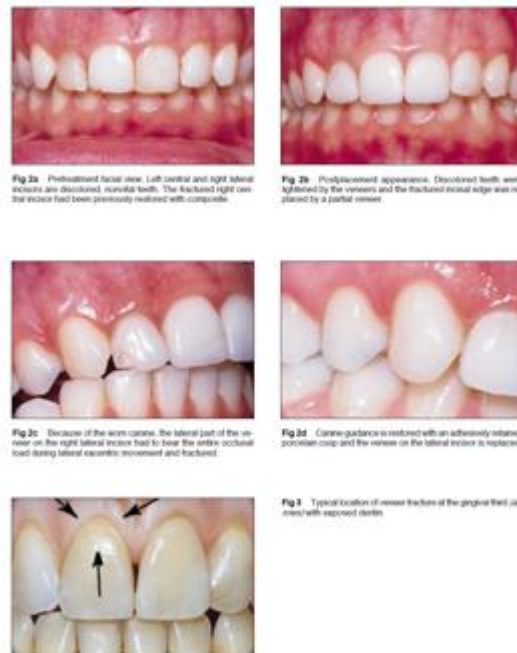 Fig 2a Pretreatment facial view. Left central and right lateral
incisors are discolored, nonvital teeth. The fractured right cen-
tral incisor had been previously restored with composite.
Fig 2b Postplacement appearance. Discolored teeth were
lightened by the veneers and the fractured incisal edge was re-
placed by a partial veneer.
Fig 2c Because of the worn canine, the lateral part of the ve-
neer on the right lateral incisor had to bear the entire occlusal
load during lateral excentric movement and fractured.
Fig 2d Canine guidance is restored with an adhesively retained
porcelain cusp and the veneer on the lateral incisor is replaced
Fig 3 Typical location of veneer fracture at the gingival third
with exposed dentin